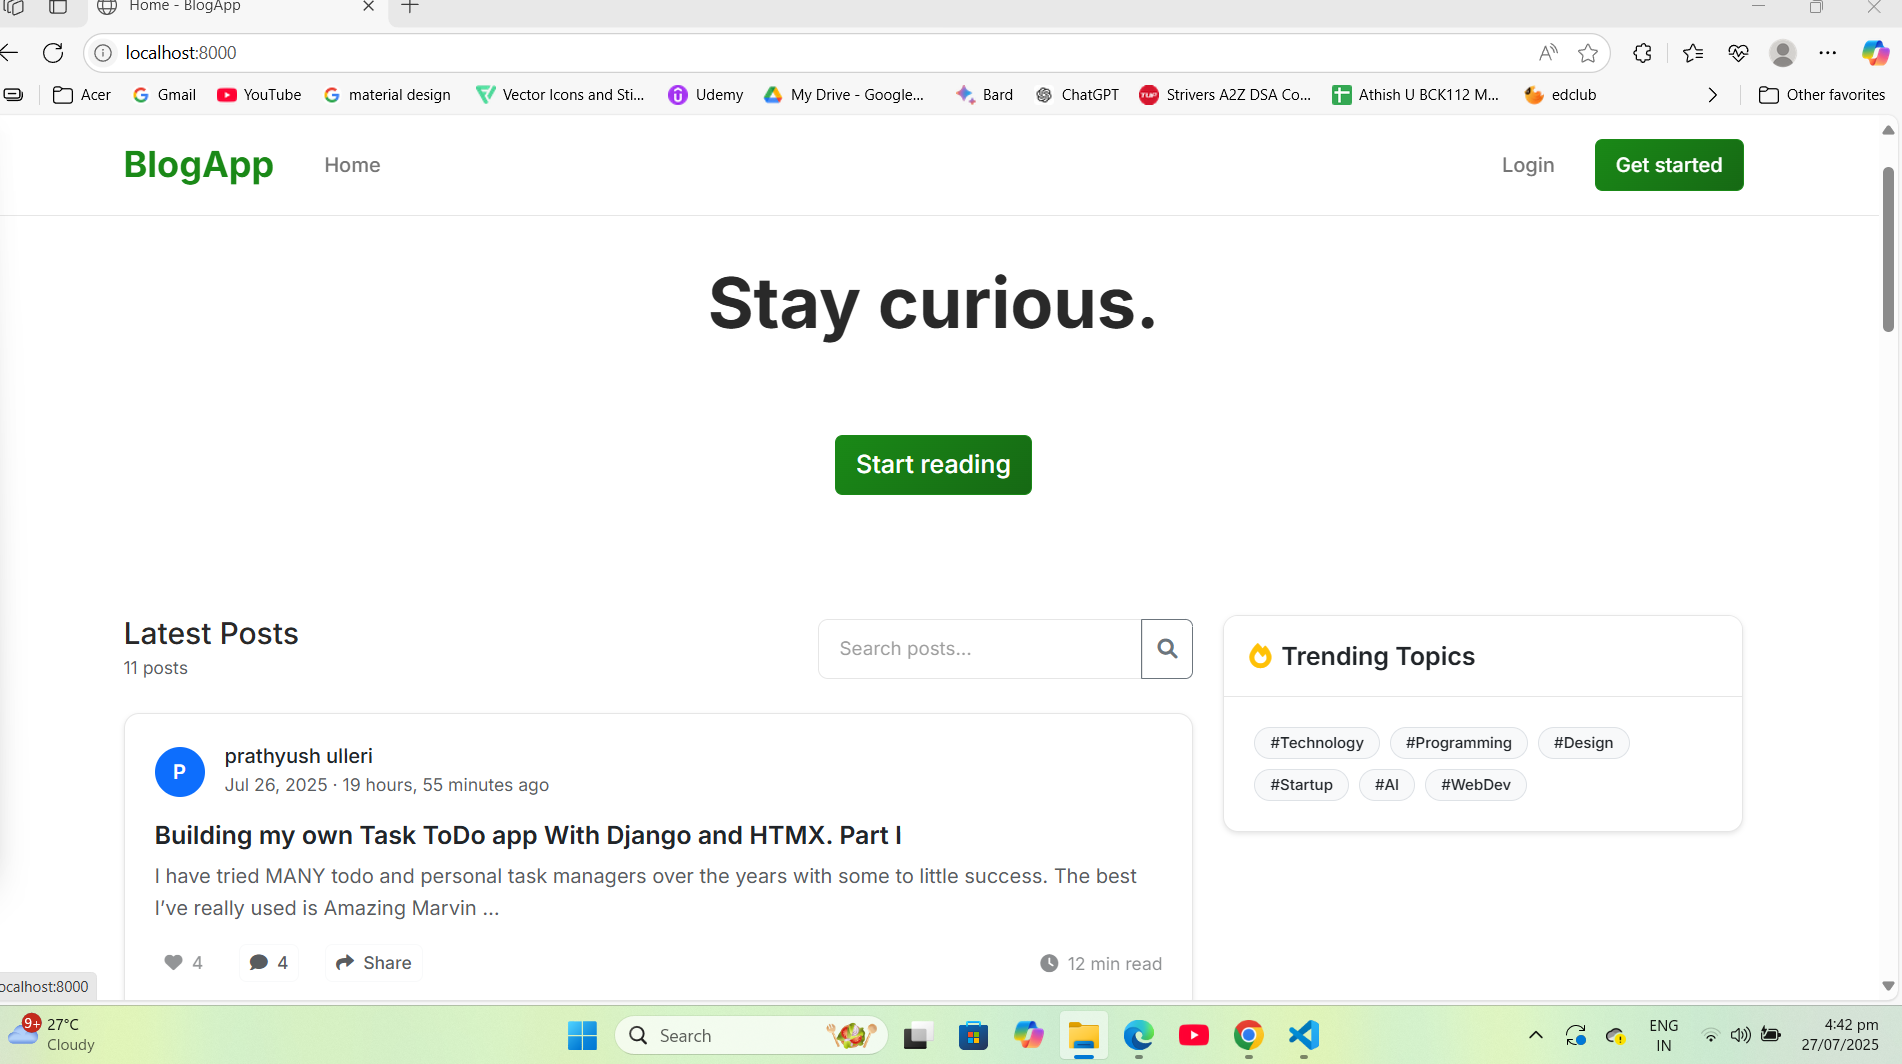 Home - BlogApp
localhost:8000
Acer
Gmail
YouTube
material design
Vector Icons and Sti...
Udemy
My Drive - Google...
Bard
ChatGPT
TUF
Strivers A2Z DSA Co...
Athish U BCK112 M...
edclub
Other favorites
BlogApp
Home
Login
Get started
Stay curious.
Start reading
Latest Posts
11 posts
Search posts...
Trending Topics
#Technology
#Programming
#Design
#Startup
#AI
#WebDev
P
prathyush ulleri
Jul 26, 2025 · 19 hours, 55 minutes ago
Building my own Task ToDo app With Django and HTMX. Part I
I have tried MANY todo and personal task managers over the years with some to little success. The best
I’ve really used is Amazing Marvin ...
4
4
Share
12 min read
ocalhost:8000
9+
27°C
Cloudy
Search
ENG
IN
4:42 pm
27/07/2025